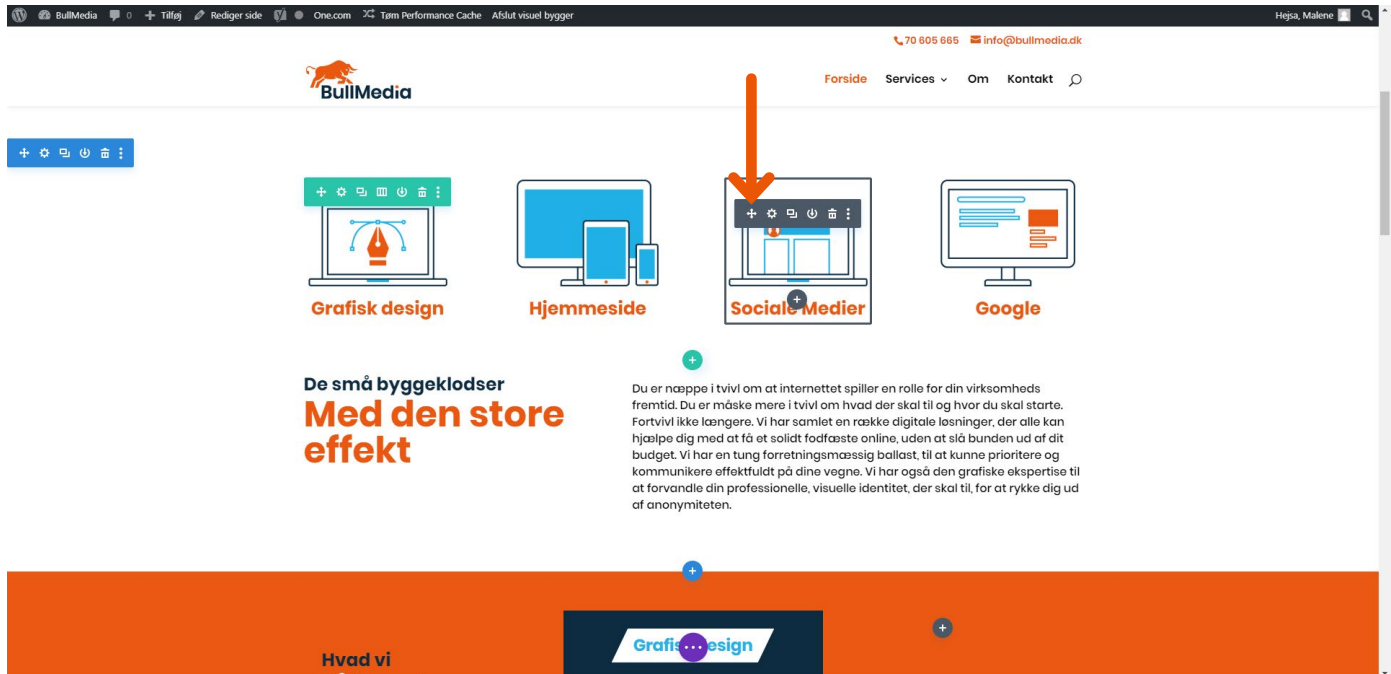 BullMedia 0 Tilføj Rediger side One.com Tøm Performance Cache Afslut visuel bygger Hejsa, Malene
70 605 665 info@bullmedia.dk
BullMedia
Forside Services Om Kontakt
Grafisk design Hjemmeside Sociale Medier Google
De små byggeklodser
Med den store
effekt
Du er næppe i tvivl om at internettet spiller en rolle for din virksomheds
fremtid. Du er måske mere i tvivl om hvad der skal til og hvor du skal starte.
Fortvivl ikke længere. Vi har samlet en række digitale løsninger, der alle kan
hjælpe dig med at få et solidt fodfæste online, uden at slå bunden ud af dit
budget. Vi har en tung forretningsmæssig ballast, til at kunne prioritere og
kommunikere effektfuldt på dine vegne. Vi har også den grafiske ekspertise til
at forvandle din professionelle, visuelle identitet, der skal til, for at rykke dig ud
af anonymiteten.
Grafisk design
Hvad vi